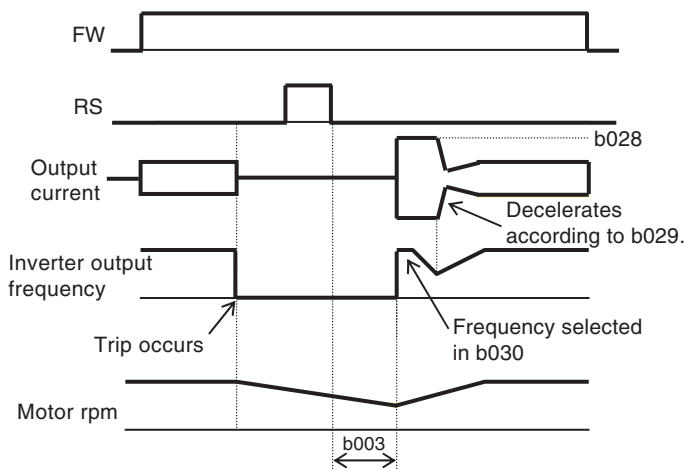 FW
RS
b028
Output
current
Decelerates
according to b029.
Inverter output
frequency
Frequency selected
in b030
Trip occurs
Motor rpm
b003